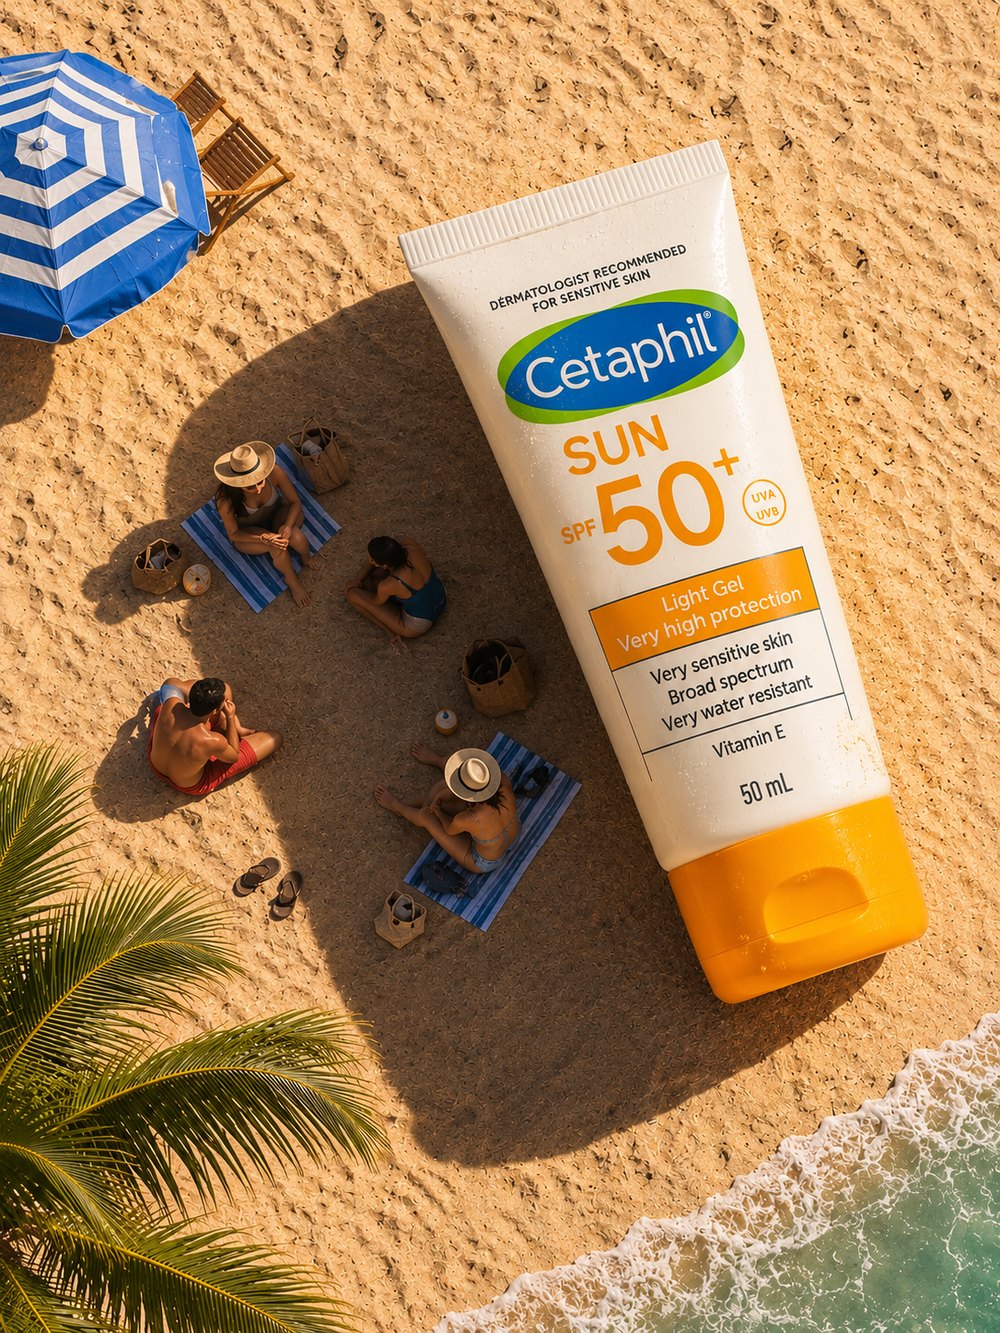 DERMATOLOGIST RECOMMENDED
FOR SENSITIVE SKIN
Cetaphil®
SUN
SPF 50+
UVA
UVB
Light Gel
Very high protection
Very sensitive skin
Broad spectrum
Very water resistant
Vitamin E
50 mL